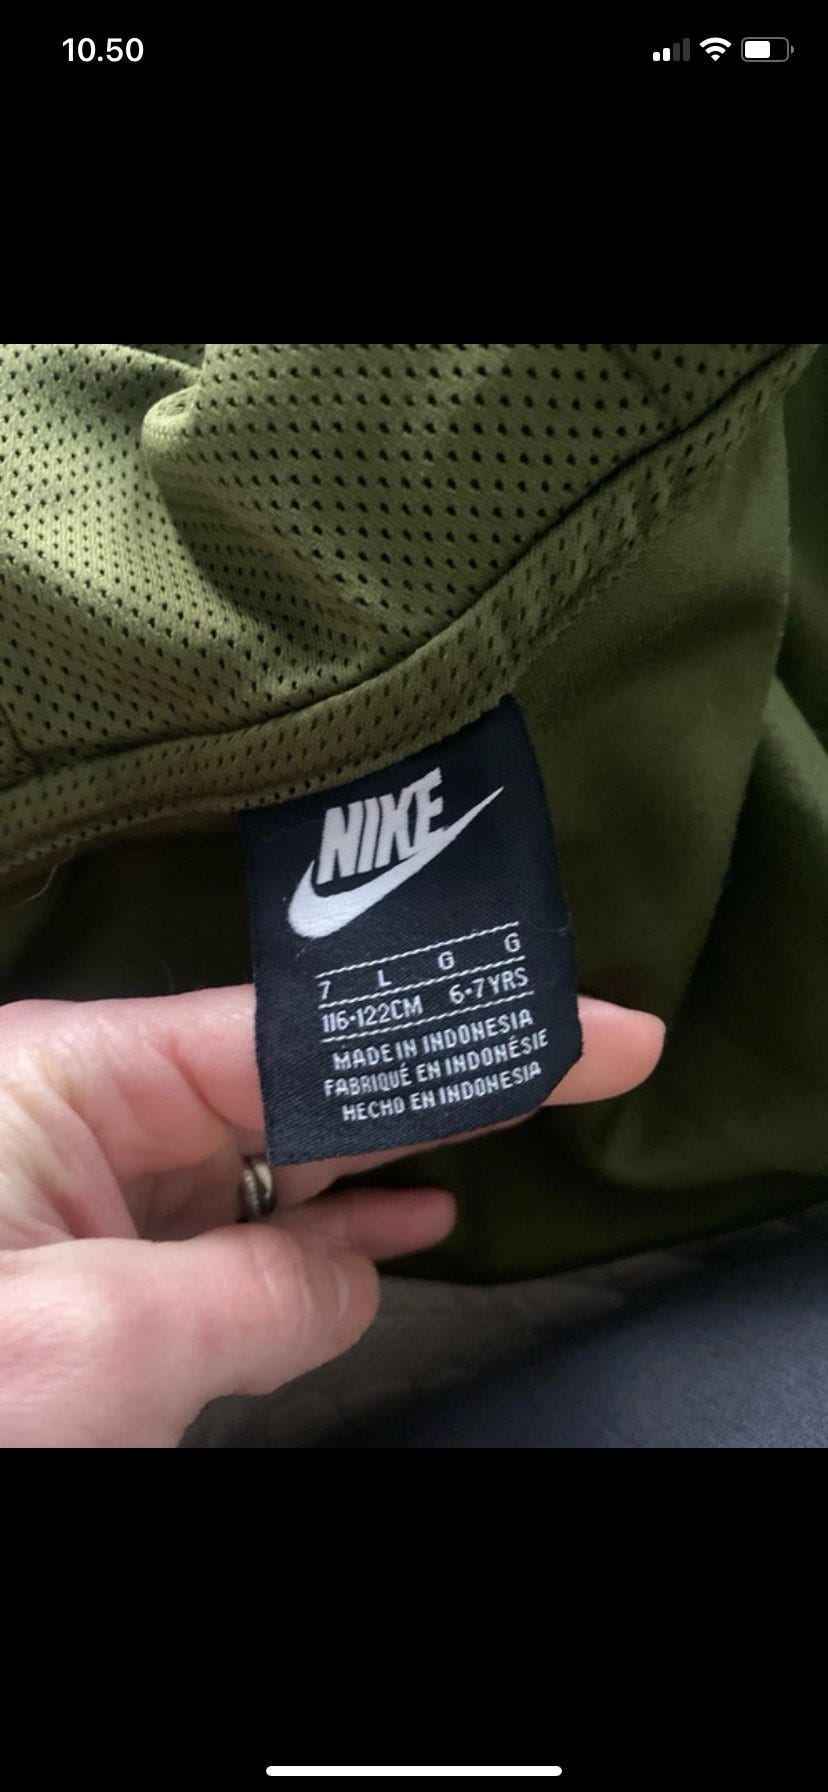 10.50
NIKE
7 L G G
116-122CM 6-7YRS
MADE IN INDONESIA
FABRIQUÉ EN INDONÉSIE
HECHO EN INDONESIA